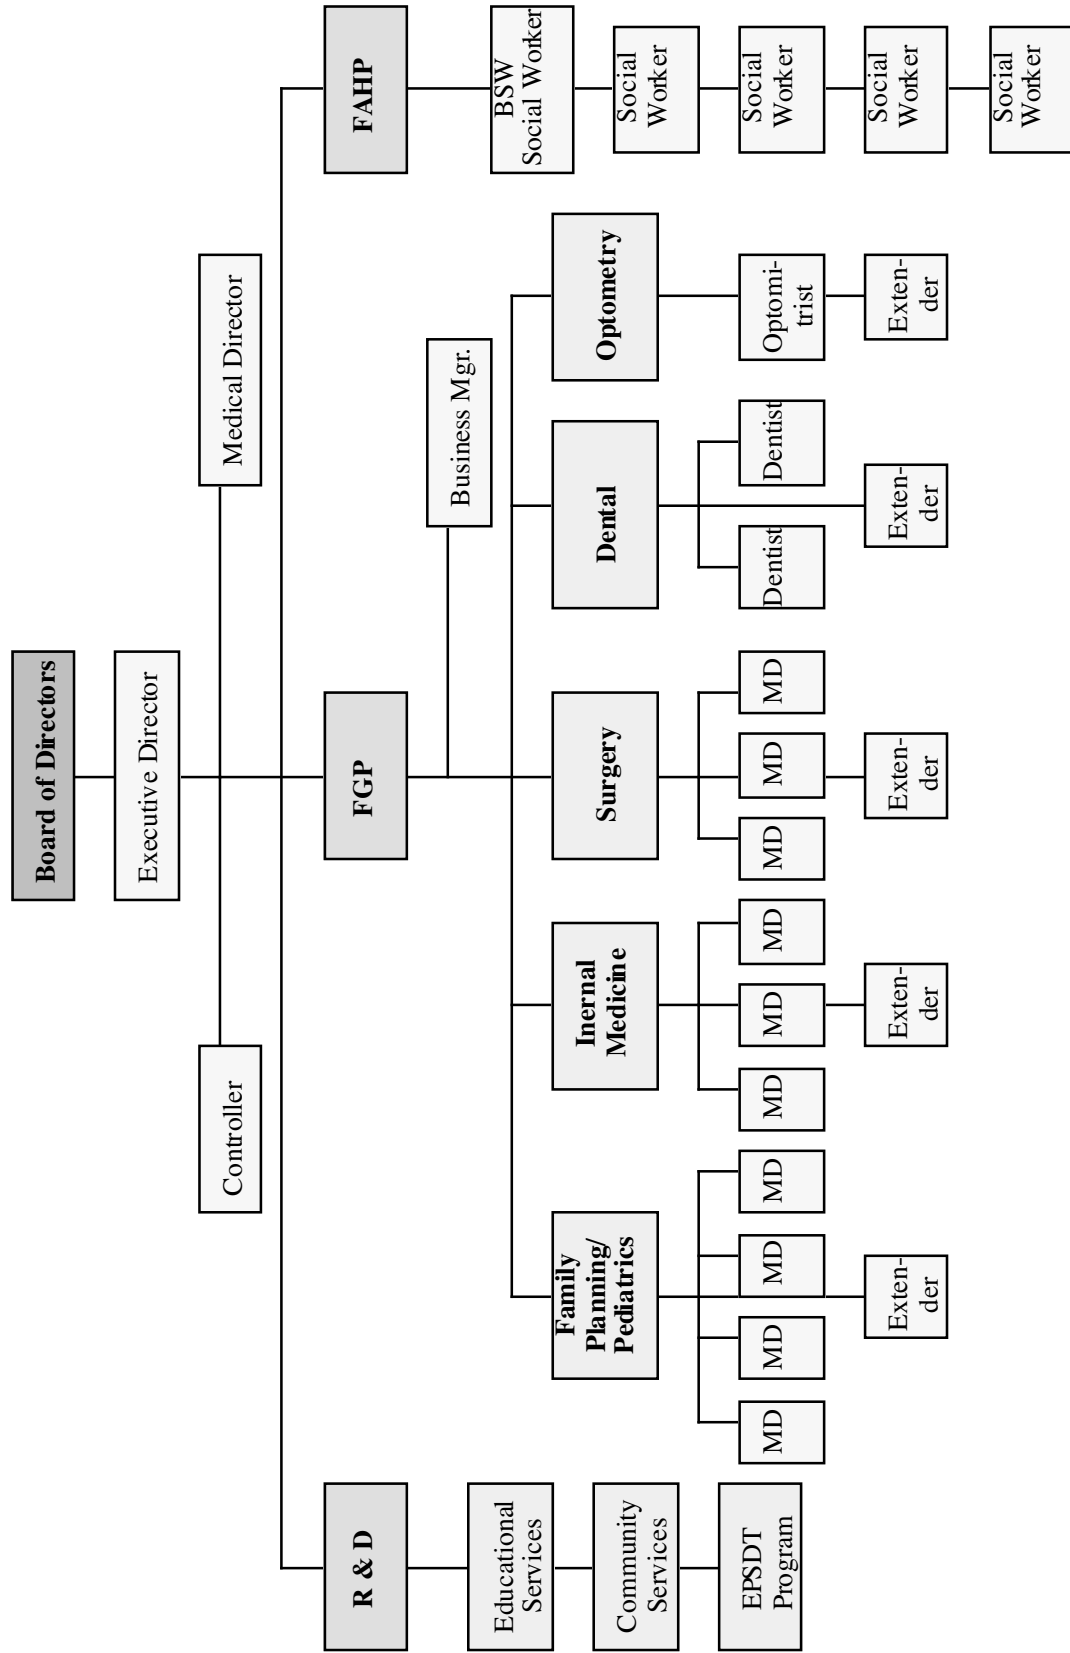 Board of Directors
Executive Director
Controller
Medical Director
R & D
FGP
FAHP
Business Mgr.
Educational
Services
Community
Services
EPSDT
Program
Family
Planning/
Pediatrics
Inernal
Medicine
Surgery
Dental
Optometry
MD
MD
MD
MD
MD
MD
MD
MD
MD
MD
Dentist
Dentist
Optomi-
trist
Exten-
der
Exten-
der
Exten-
der
Exten-
der
Exten-
der
BSW
Social Worker
Social
Worker
Social
Worker
Social
Worker
Social
Worker